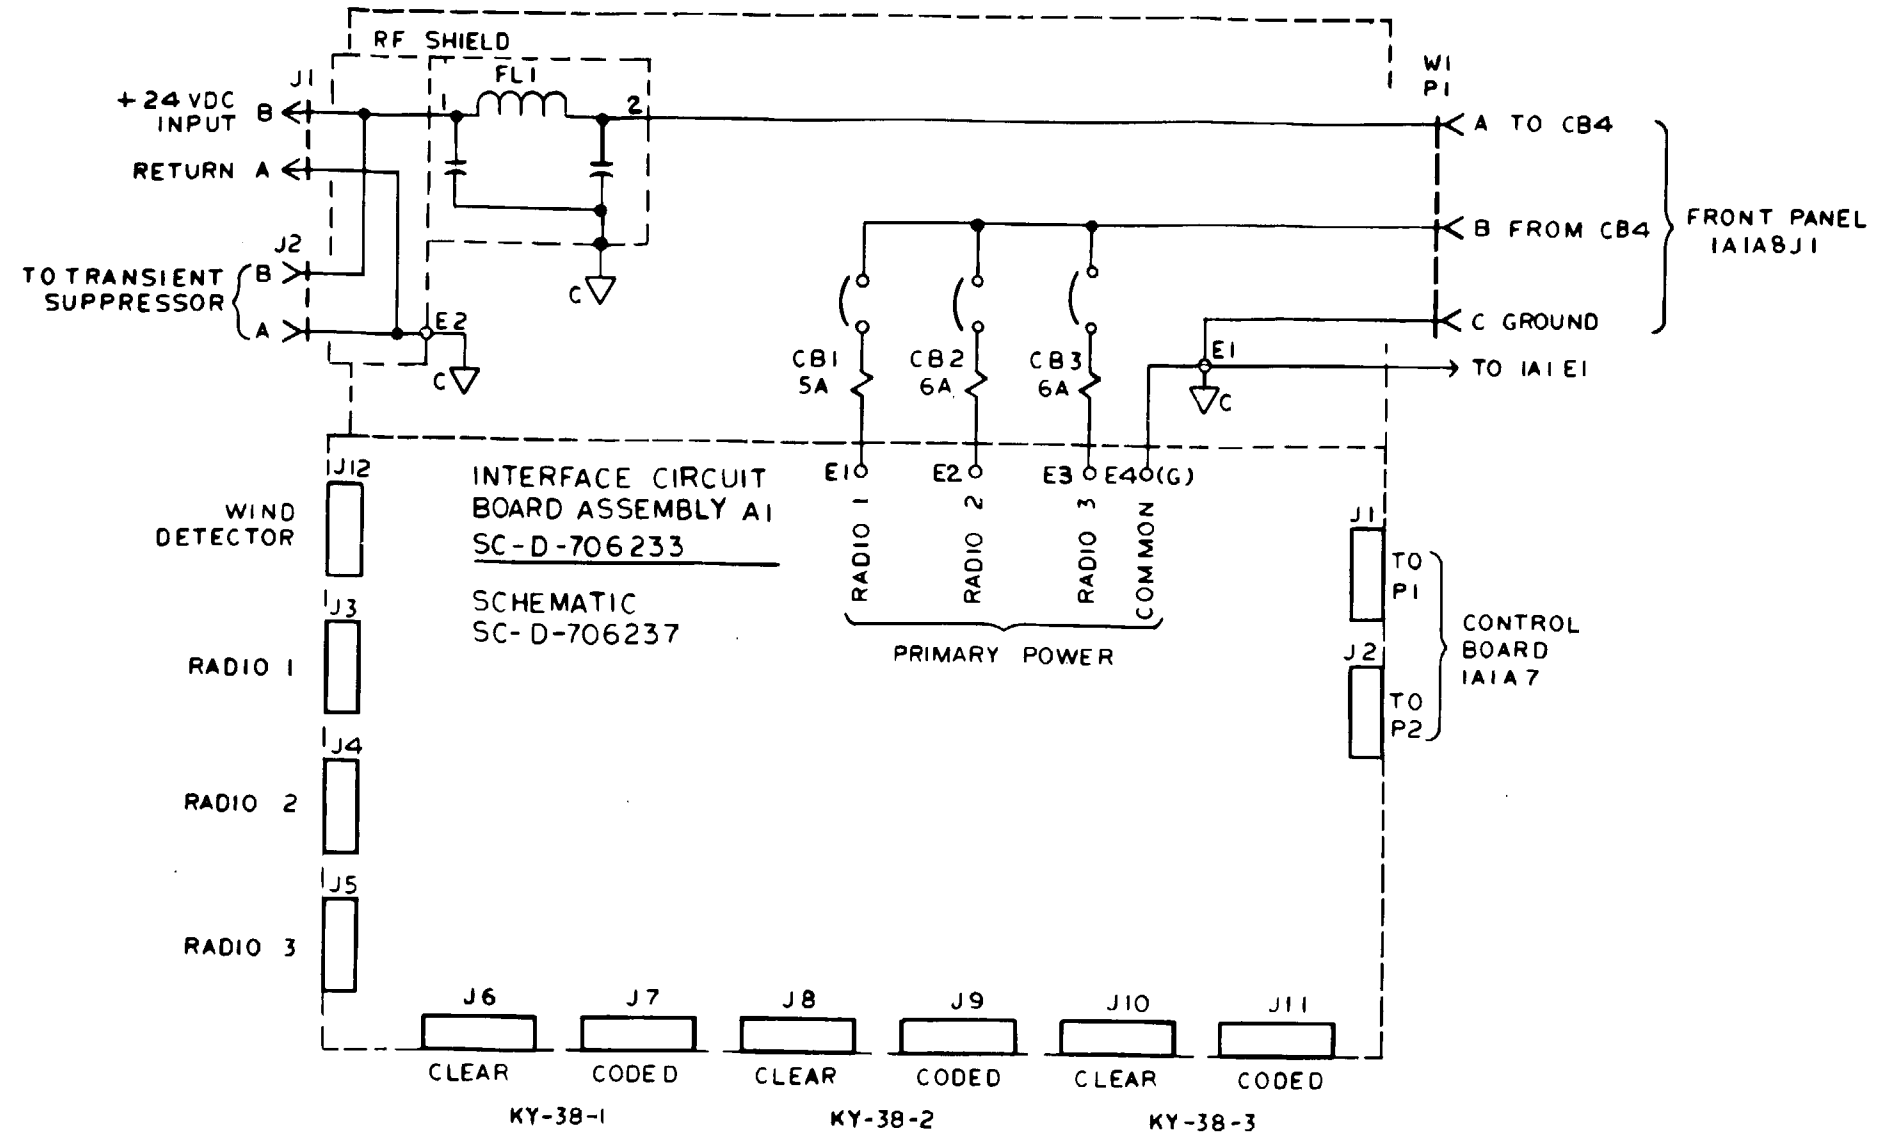 RF SHIELD
FL1
J1
1
2
W1
P1
+24 VDC
INPUT
B
RETURN A
J2
TO TRANSIENT
SUPPRESSOR
B
A
E2
C
C
A TO CB4
B FROM CB4
C GROUND
FRONT PANEL
1A1A8J1
TO 1A1E1
E1
C
CB1
5A
CB2
6A
CB3
6A
E1
E2
E3
E4
(G)
RADIO 1
RADIO 2
RADIO 3
COMMON
PRIMARY POWER
INTERFACE CIRCUIT
BOARD ASSEMBLY A1
SC-D-706233
SCHEMATIC
SC-D-706237
J12
WIND
DETECTOR
J3
RADIO 1
J4
RADIO 2
J5
RADIO 3
J1
TO
P1
J2
TO
P2
CONTROL
BOARD
1A1A7
J6
J7
J8
J9
J10
J11
CLEAR
CODED
CLEAR
CODED
CLEAR
CODED
KY-38-1
KY-38-2
KY-38-3